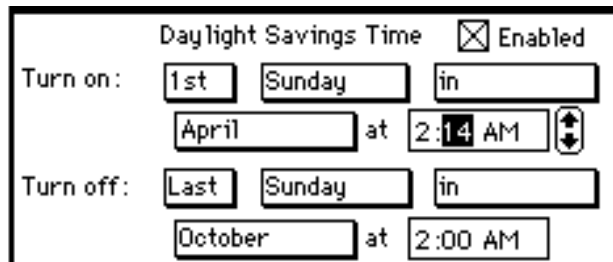 Daylight Savings Time Enabled
Turn on: 1st Sunday in
April at 2:14 AM
Turn off: Last Sunday in
October at 2:00 AM